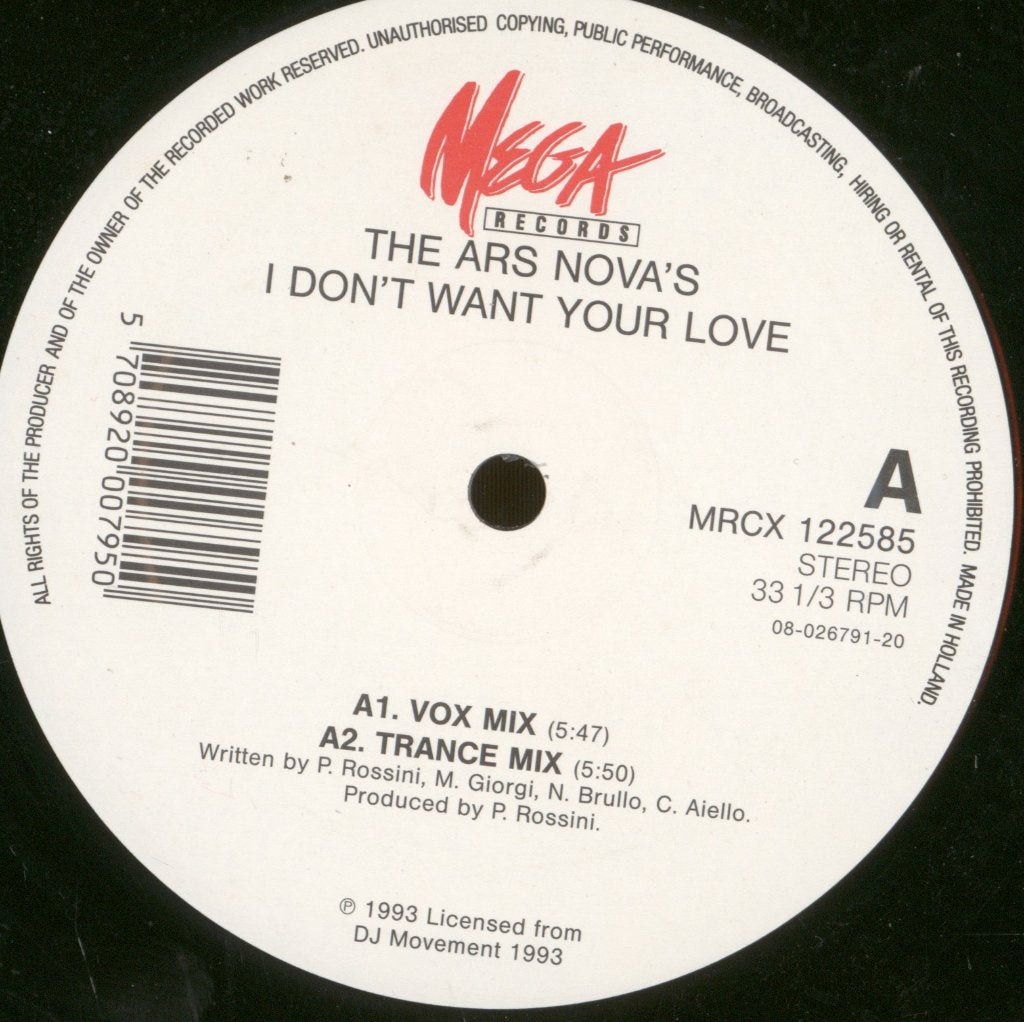 ALL RIGHTS OF THE PRODUCER AND OF THE OWNER OF THE RECORDED WORK RESERVED. UNAUTHORISED COPYING, PUBLIC PERFORMANCE, BROADCASTING, HIRING OR RENTAL OF THIS RECORDING PROHIBITED. MADE IN HOLLAND.
MEGA
RECORDS
THE ARS NOVA'S
I DON'T WANT YOUR LOVE
5 708920 007950
A
MRCX 122585
STEREO
33 1/3 RPM
08-026791-20
A1. VOX MIX (5:47)
A2. TRANCE MIX (5:50)
Written by P. Rossini, M. Giorgi, N. Brullo, C. Aiello.
Produced by P. Rossini.
℗ 1993 Licensed from
DJ Movement 1993